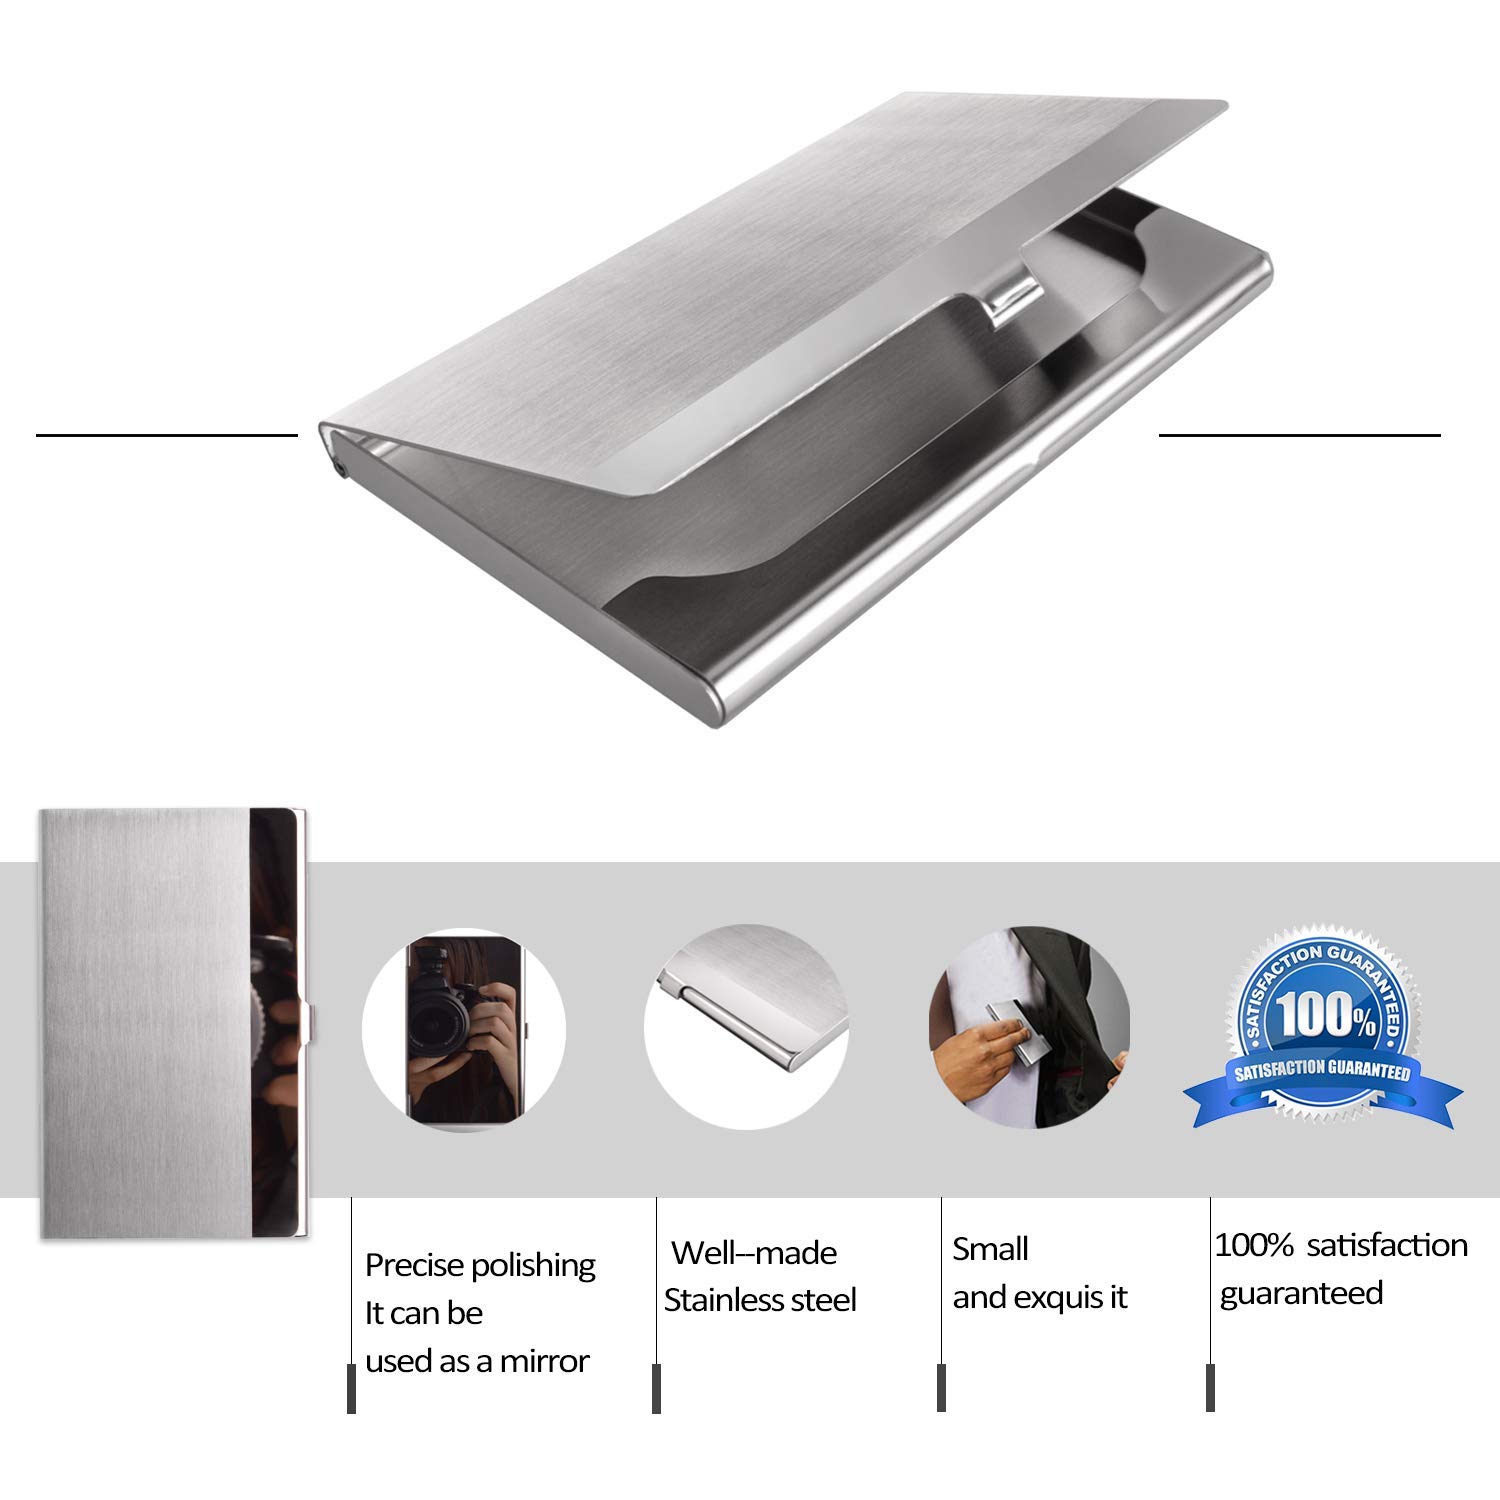 SATISFACTION GUARANTEED
100%
SATISFACTION GUARANTEED
Precise polishing
It can be
used as a mirror
Well--made
Stainless steel
Small
and exquis it
100% satisfaction
guaranteed